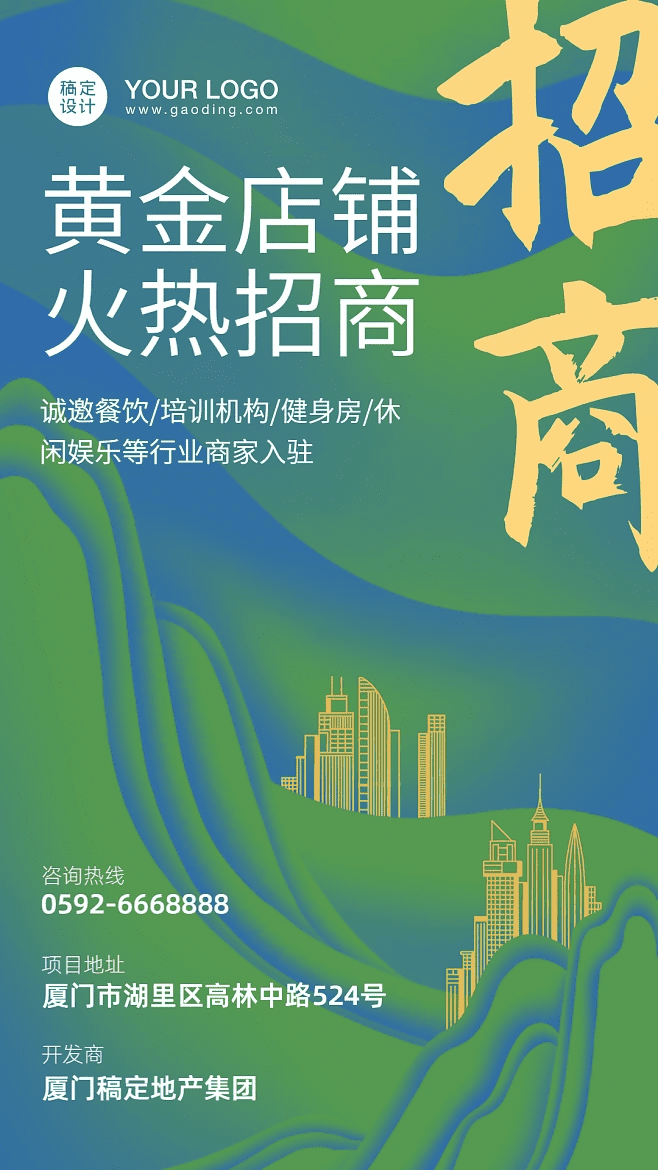 稿定
设计
YOUR LOGO
www.gaoding.com
招
商
黄金店铺
火热招商
诚邀餐饮/培训机构/健身房/休
闲娱乐等行业商家入驻
咨询热线
0592-6668888
项目地址
厦门市湖里区高林中路524号
开发商
厦门稿定地产集团